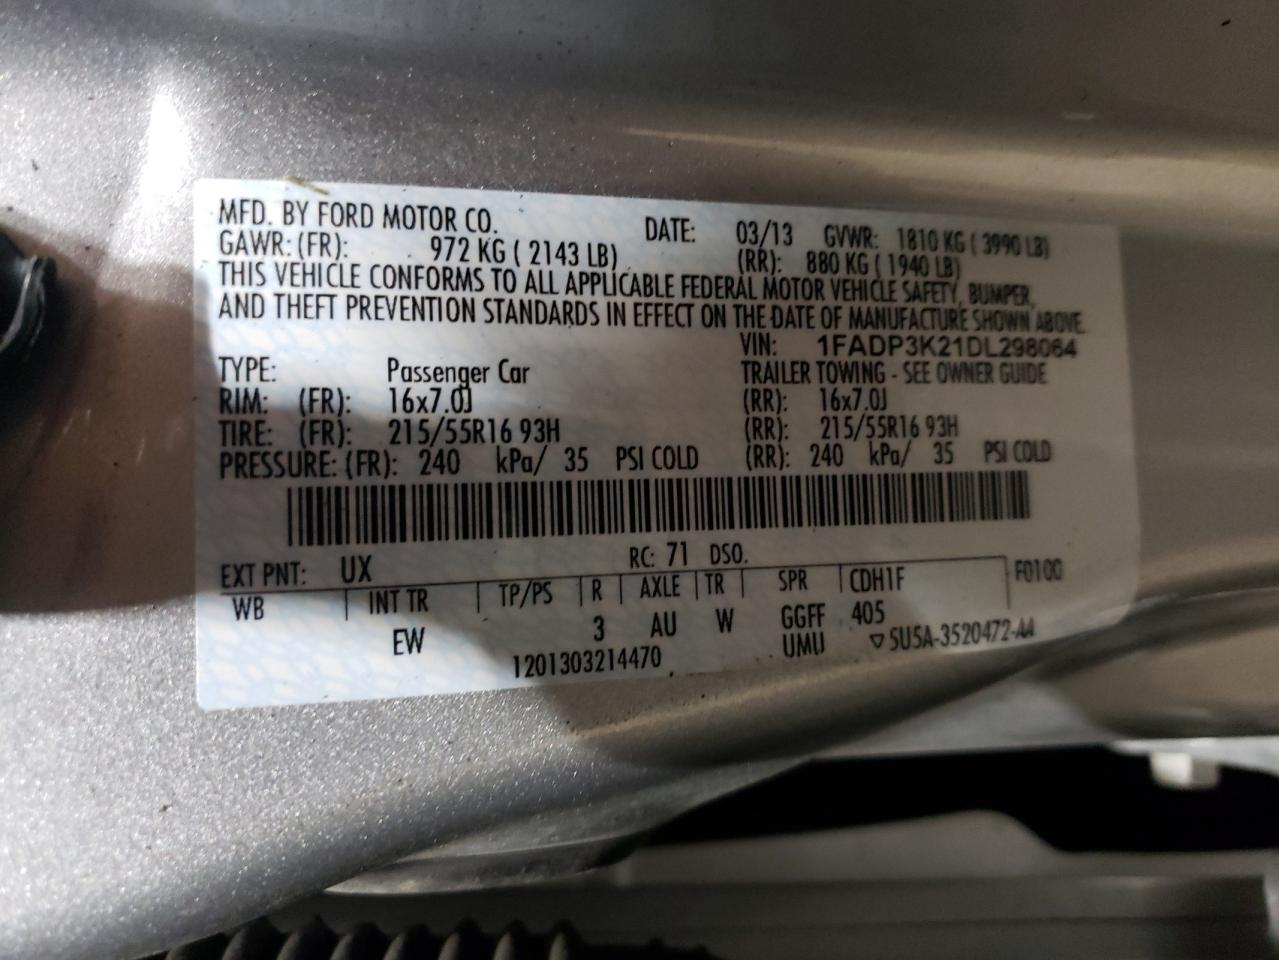 MFD. BY FORD MOTOR CO. DATE: 03/13 GVWR: 1810 KG ( 3990 LB)
GAWR: (FR): 972 KG ( 2143 LB) (RR): 880 KG ( 1940 LB)
THIS VEHICLE CONFORMS TO ALL APPLICABLE FEDERAL MOTOR VEHICLE SAFETY, BUMPER,
AND THEFT PREVENTION STANDARDS IN EFFECT ON THE DATE OF MANUFACTURE SHOWN ABOVE.
VIN: 1FADP3K21DL298064
TYPE: Passenger Car TRAILER TOWING - SEE OWNER GUIDE
RIM: (FR): 16x7.0J (RR): 16x7.0J
TIRE: (FR): 215/55R16 93H (RR): 215/55R16 93H
PRESSURE: (FR): 240 kPa/ 35 PSI COLD (RR): 240 kPa/ 35 PSI COLD
EXT PNT: UX RC: 71 DSO.
WB | INT TR | TP/PS | R | AXLE | TR | SPR | CDH1F F0100
EW 3 AU W GGFF 405
UMU ▽ 5U5A-3520472-AA
1201303214470